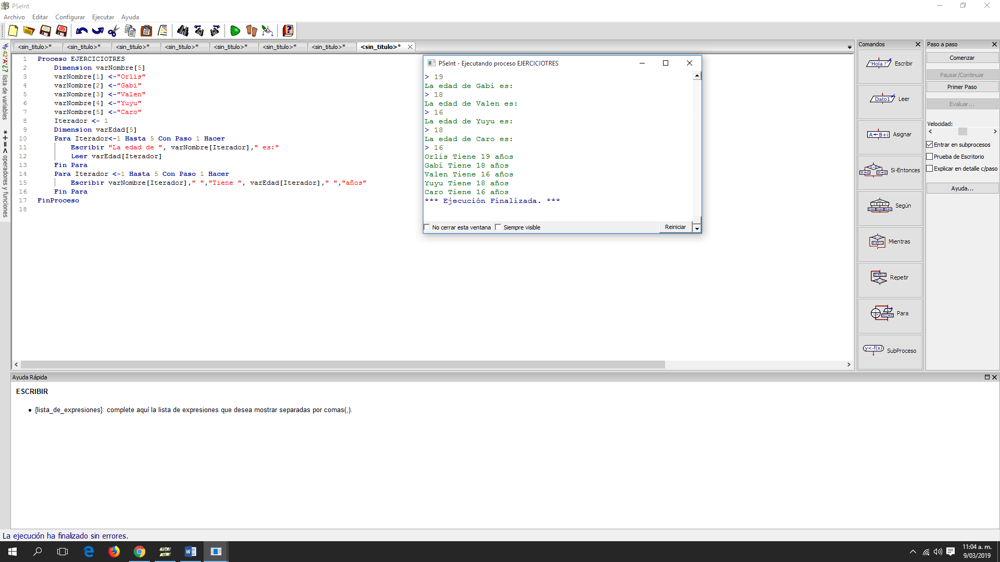 PSeInt
Archivo Editar Configurar Ejecutar Ayuda
<sin_titulo>* <sin_titulo>* <sin_titulo>* <sin_titulo>* <sin_titulo>* <sin_titulo>* <sin_titulo>* <sin_titulo>*
lista de variables
operadores y funciones
1 Proceso EJERCICIOTRES
2 Dimension varNombre[5]
3 varNombre[1] <-"Orlis"
4 varNombre[2] <-"Gabi"
5 varNombre[3] <-"Valen"
6 varNombre[4] <-"Yuyu"
7 varNombre[5] <-"Caro"
8 Iterador <- 1
9 Dimension varEdad[5]
10 Para Iterador<-1 Hasta 5 Con Paso 1 Hacer
11 Escribir "La edad de ", varNombre[Iterador]," es:"
12 Leer varEdad[Iterador]
13 Fin Para
14 Para Iterador <-1 Hasta 5 Con Paso 1 Hacer
15 Escribir varNombre[Iterador]," ","Tiene ", varEdad[Iterador]," ","años"
16 Fin Para
17 FinProceso
18
PSeInt - Ejecutando proceso EJERCICIOTRES
> 19
La edad de Gabi es:
> 18
La edad de Valen es:
> 16
La edad de Yuyu es:
> 18
La edad de Caro es:
> 16
Orlis Tiene 19 años
Gabi Tiene 18 años
Valen Tiene 16 años
Yuyu Tiene 18 años
Caro Tiene 16 años
*** Ejecución Finalizada. ***
No cerrar esta ventana Siempre visible Reiniciar
Comandos
'Hola !' Escribir
Dato1 Leer
A←B+i Asignar
Si-Entonces
Según
Mientras
Repetir
Para
y<-f(x) SubProceso
Paso a paso
Comenzar
Pausar/Continuar
Primer Paso
Evaluar...
Velocidad:
Entrar en subprocesos
Prueba de Escritorio
Explicar en detalle c/paso
Ayuda...
Ayuda Rápida
ESCRIBIR
• {lista_de_expresiones}: complete aquí la lista de expresiones que desea mostrar separadas por comas(,).
La ejecución ha finalizado sin errores.
11:04 a. m.
9/03/2019